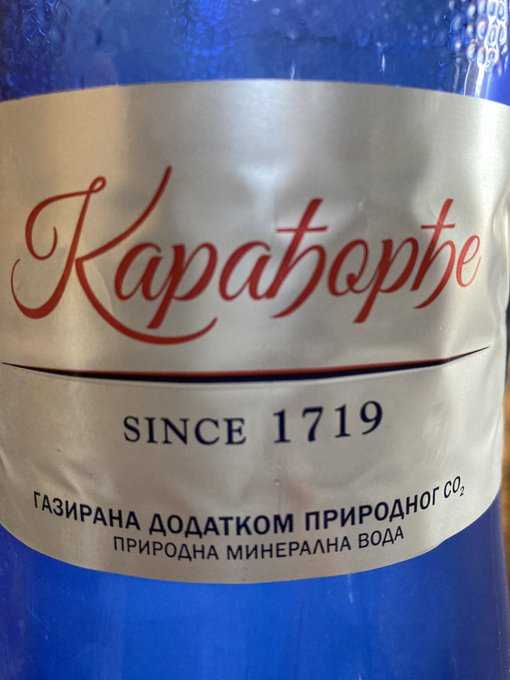 Карађорђе
SINCE 1719
ГАЗИРАНА ДОДАТКОМ ПРИРОДНОГ CO₂
ПРИРОДНА МИНЕРАЛНА ВОДА